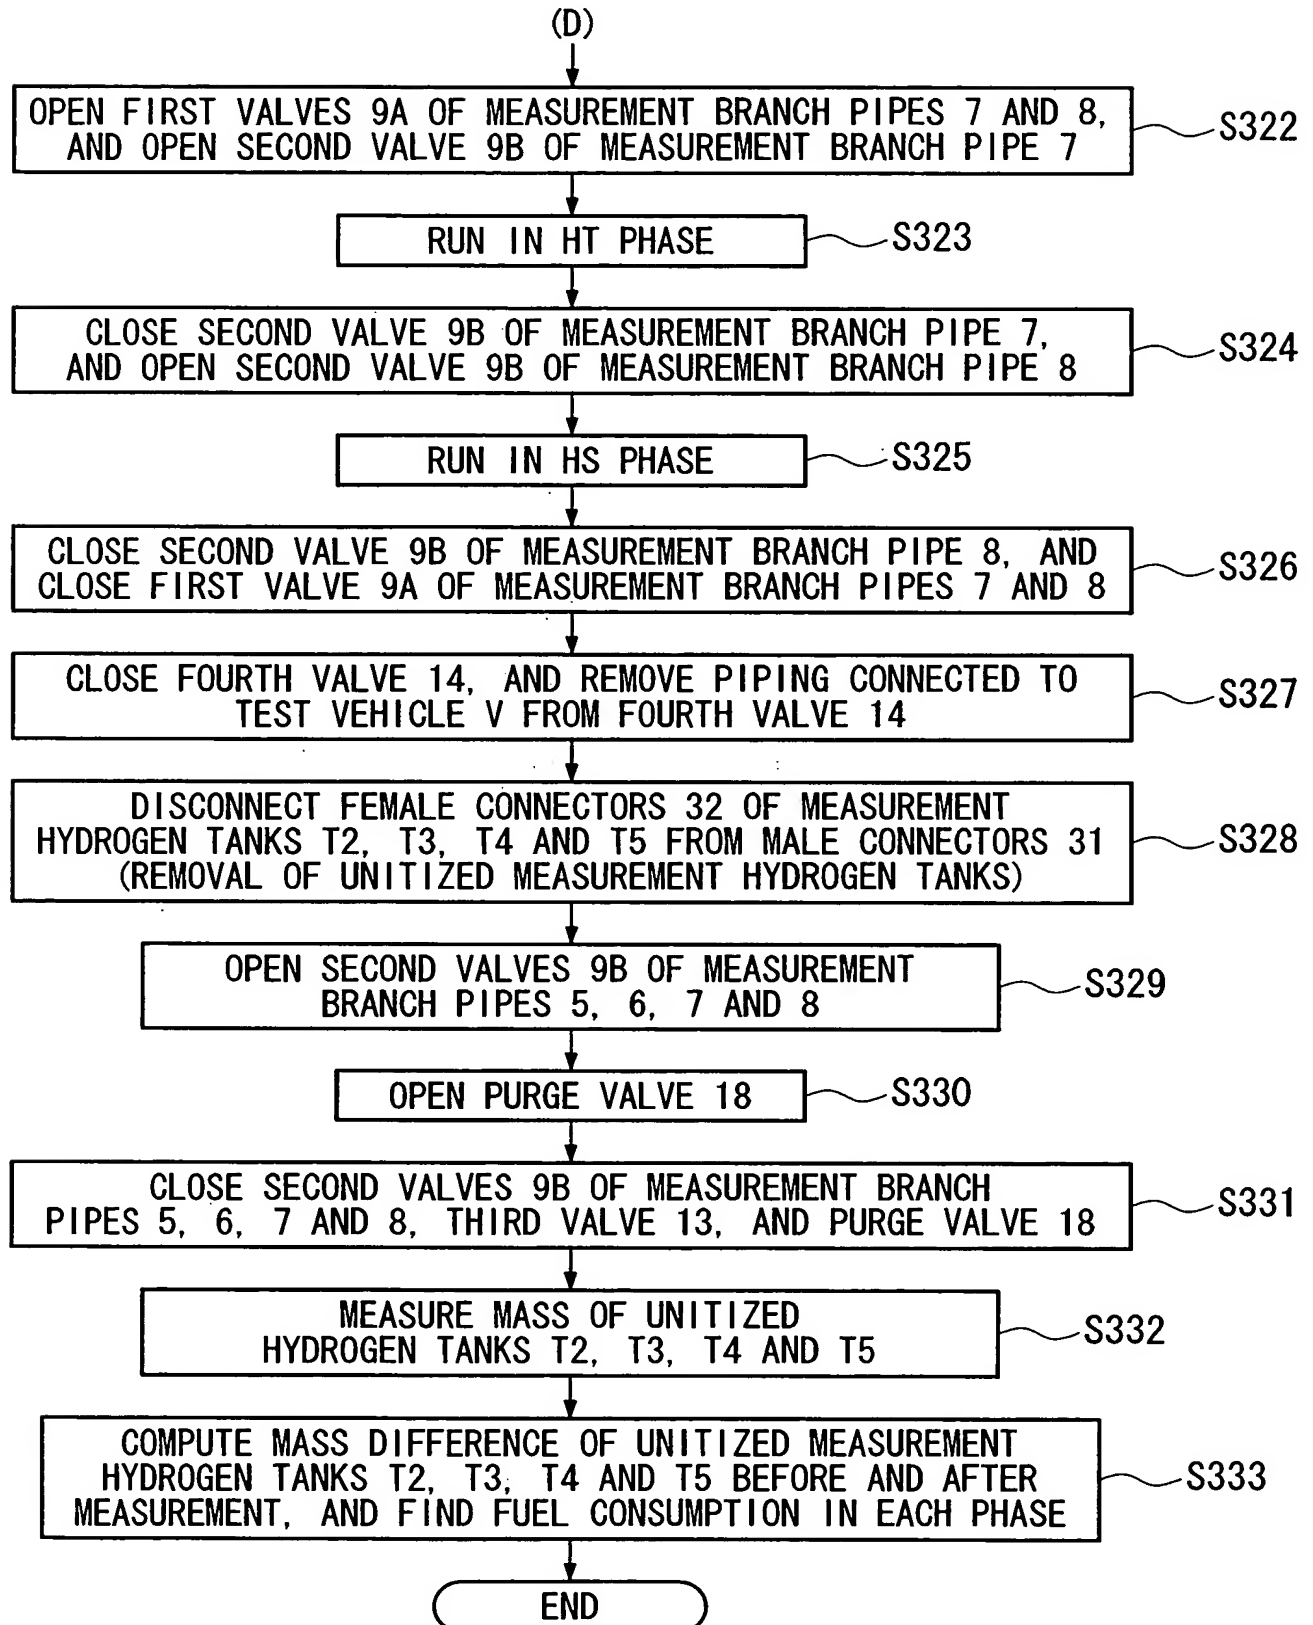 (D)
OPEN FIRST VALVES 9A OF MEASUREMENT BRANCH PIPES 7 AND 8,
AND OPEN SECOND VALVE 9B OF MEASUREMENT BRANCH PIPE 7
S322
RUN IN HT PHASE
S323
CLOSE SECOND VALVE 9B OF MEASUREMENT BRANCH PIPE 7,
AND OPEN SECOND VALVE 9B OF MEASUREMENT BRANCH PIPE 8
S324
RUN IN HS PHASE
S325
CLOSE SECOND VALVE 9B OF MEASUREMENT BRANCH PIPE 8, AND
CLOSE FIRST VALVE 9A OF MEASUREMENT BRANCH PIPES 7 AND 8
S326
CLOSE FOURTH VALVE 14, AND REMOVE PIPING CONNECTED TO
TEST VEHICLE V FROM FOURTH VALVE 14
S327
DISCONNECT FEMALE CONNECTORS 32 OF MEASUREMENT
HYDROGEN TANKS T2, T3, T4 AND T5 FROM MALE CONNECTORS 31
(REMOVAL OF UNITIZED MEASUREMENT HYDROGEN TANKS)
S328
OPEN SECOND VALVES 9B OF MEASUREMENT
BRANCH PIPES 5, 6, 7 AND 8
S329
OPEN PURGE VALVE 18
S330
CLOSE SECOND VALVES 9B OF MEASUREMENT BRANCH
PIPES 5, 6, 7 AND 8, THIRD VALVE 13, AND PURGE VALVE 18
S331
MEASURE MASS OF UNITIZED
HYDROGEN TANKS T2, T3, T4 AND T5
S332
COMPUTE MASS DIFFERENCE OF UNITIZED MEASUREMENT
HYDROGEN TANKS T2, T3, T4 AND T5 BEFORE AND AFTER
MEASUREMENT, AND FIND FUEL CONSUMPTION IN EACH PHASE
S333
END